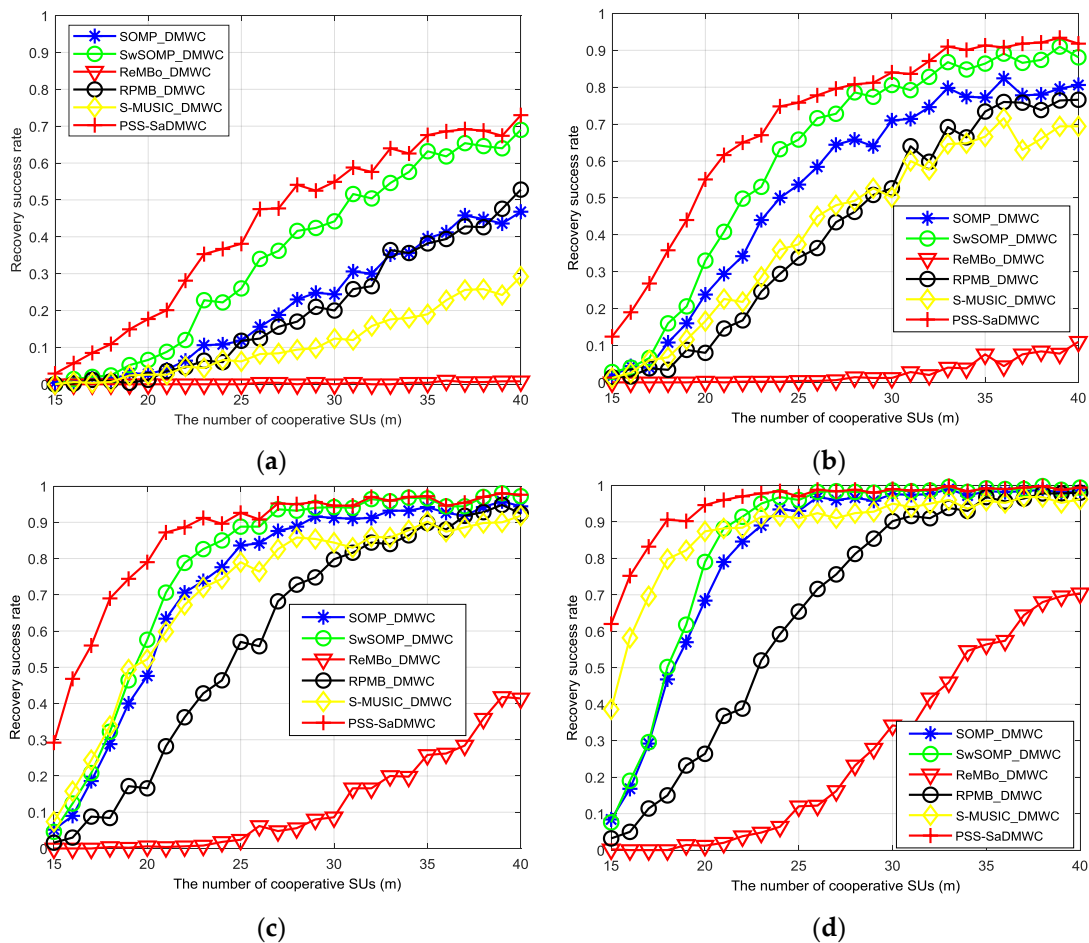 1
0.9
0.8
0.7
0.6
0.5
0.4
0.3
0.2
0.1
0
Recovery success rate
SOMP_DMWC
SwSOMP_DMWC
ReMBo_DMWC
RPMB_DMWC
S-MUSIC_DMWC
PSS-SaDMWC
15 20 25 30 35 40
The number of cooperative SUs (m)
(a)
1
0.9
0.8
0.7
0.6
0.5
0.4
0.3
0.2
0.1
0
Recovery success rate
SOMP_DMWC
SwSOMP_DMWC
ReMBo_DMWC
RPMB_DMWC
S-MUSIC_DMWC
PSS-SaDMWC
15 20 25 30 35 40
The number of cooperative SUs (m)
(b)
1
0.9
0.8
0.7
0.6
0.5
0.4
0.3
0.2
0.1
0
Recovery success rate
SOMP_DMWC
SwSOMP_DMWC
ReMBo_DMWC
RPMB_DMWC
S-MUSIC_DMWC
PSS-SaDMWC
15 20 25 30 35 40
The number of cooperative SUs (m)
(c)
1
0.9
0.8
0.7
0.6
0.5
0.4
0.3
0.2
0.1
0
Recovery success rate
SOMP_DMWC
SwSOMP_DMWC
ReMBo_DMWC
RPMB_DMWC
S-MUSIC_DMWC
PSS-SaDMWC
15 20 25 30 35 40
The number of cooperative SUs (m)
(d)